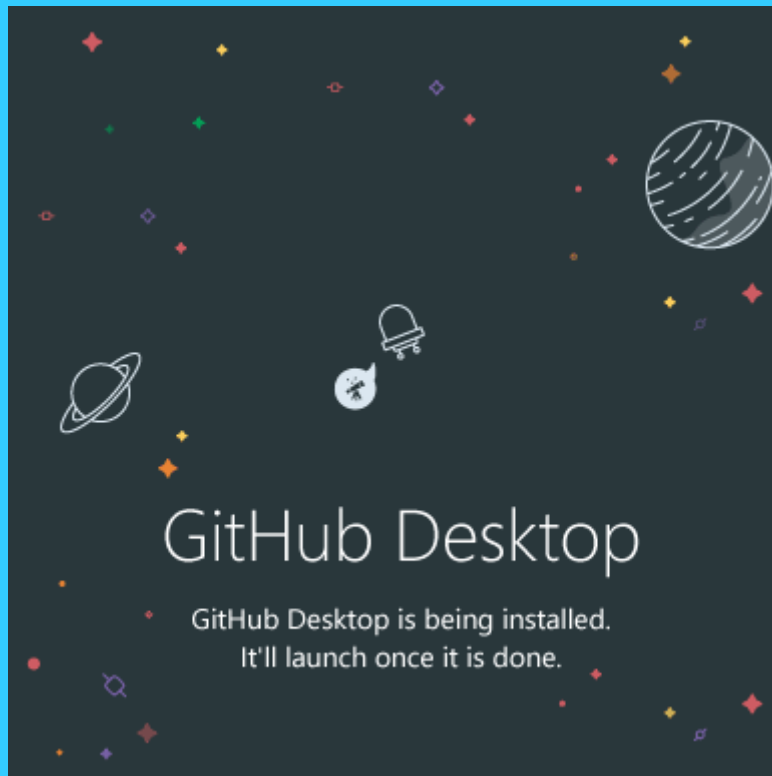 GitHub Desktop
GitHub Desktop is being installed.
It'll launch once it is done.